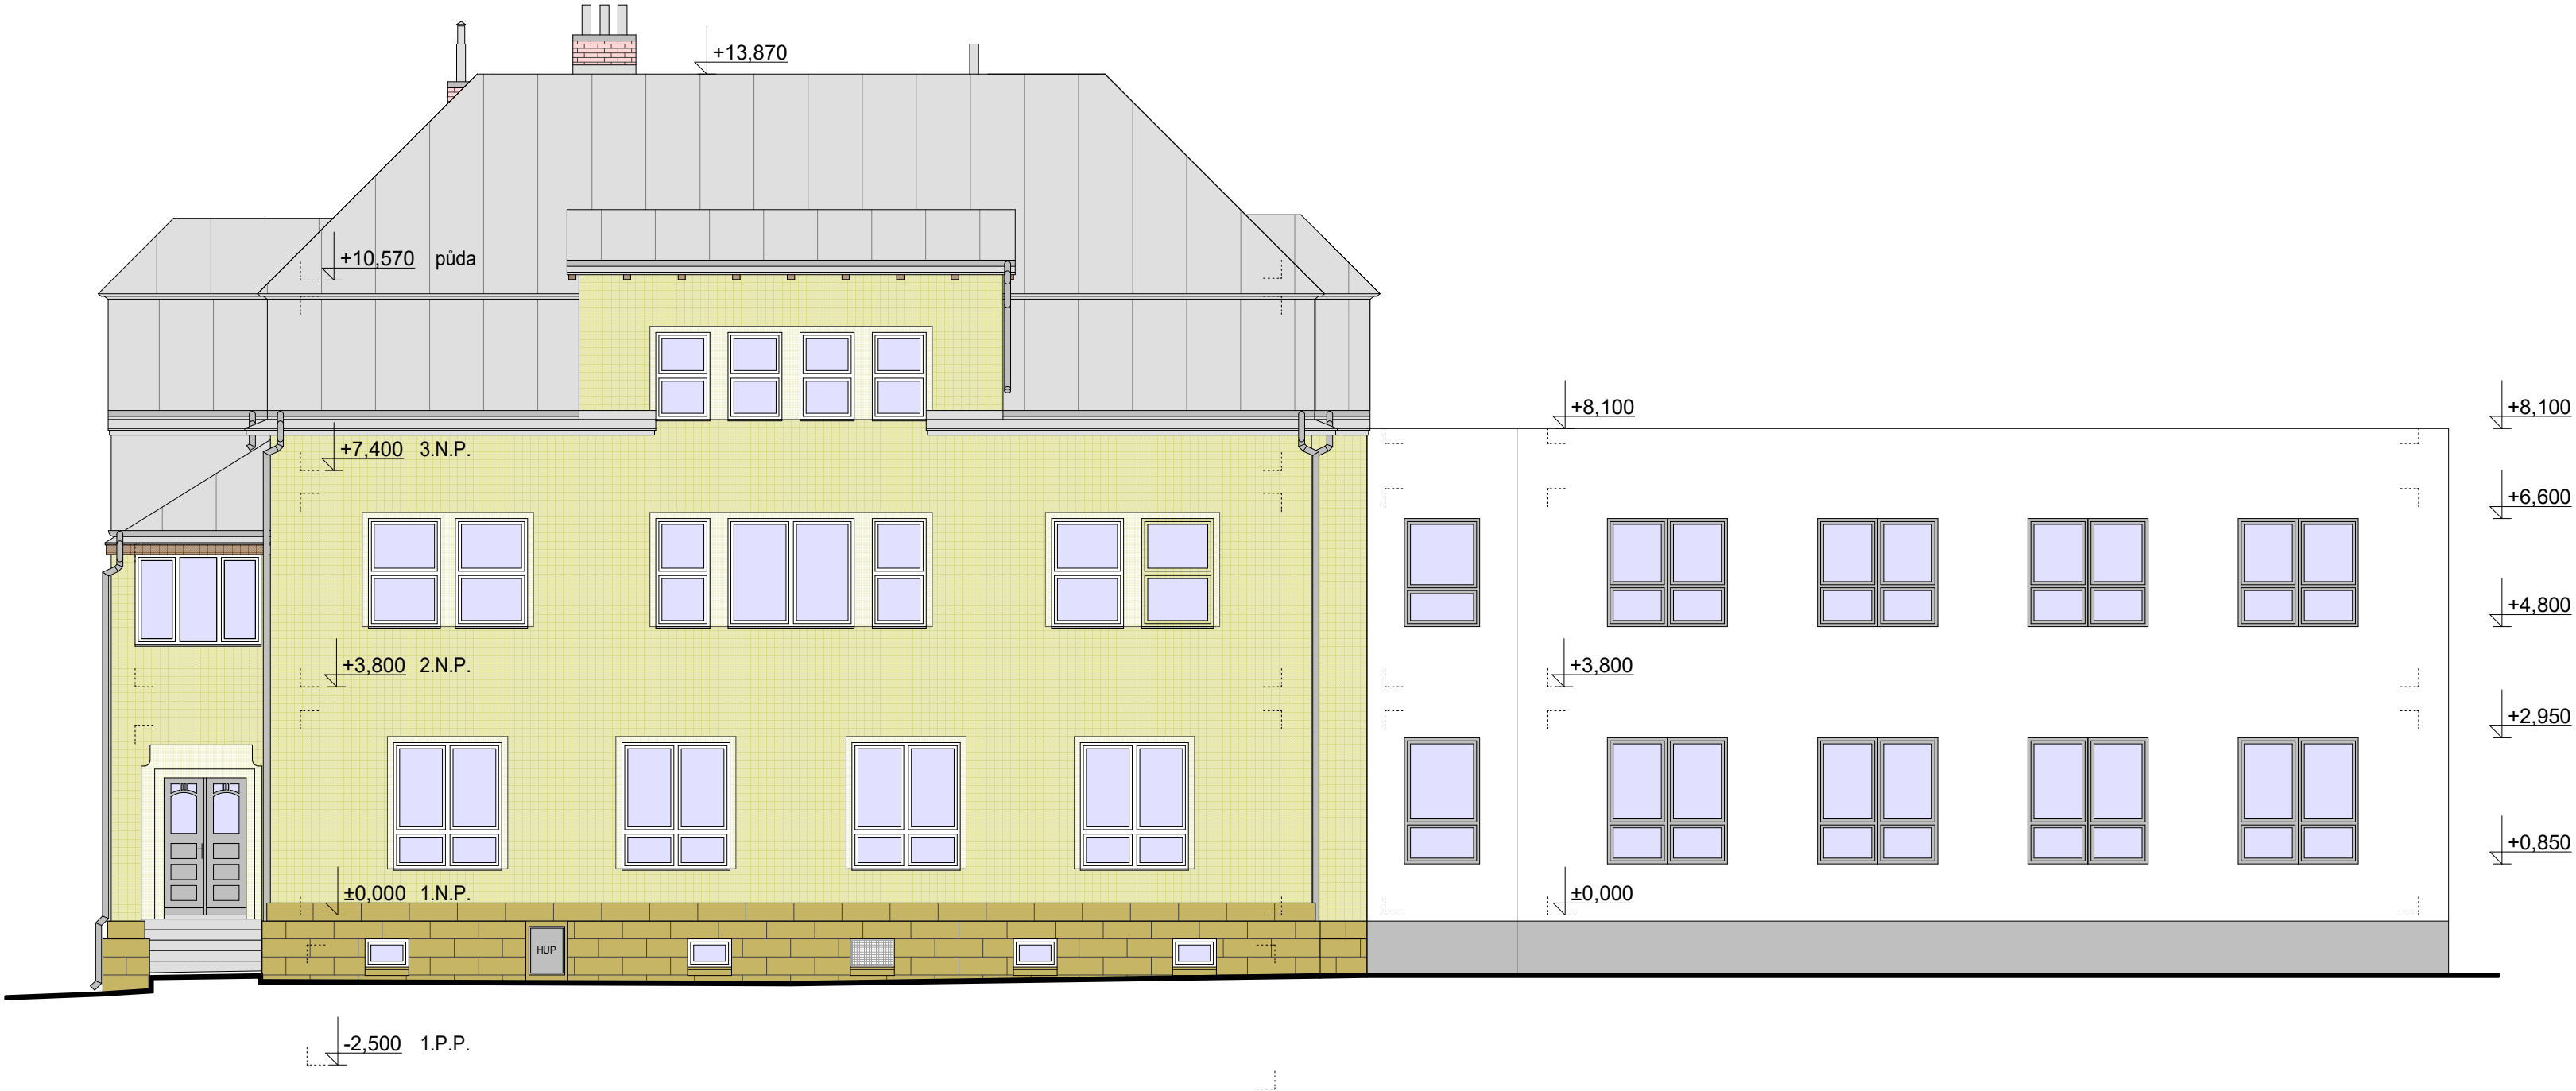 +13,870
+10,570 půda
+8,100
+8,100
+7,400 3.N.P.
+6,600
+4,800
+3,800 2.N.P.
+3,800
+2,950
+0,850
±0,000 1.N.P.
±0,000
HUP
-2,500 1.P.P.